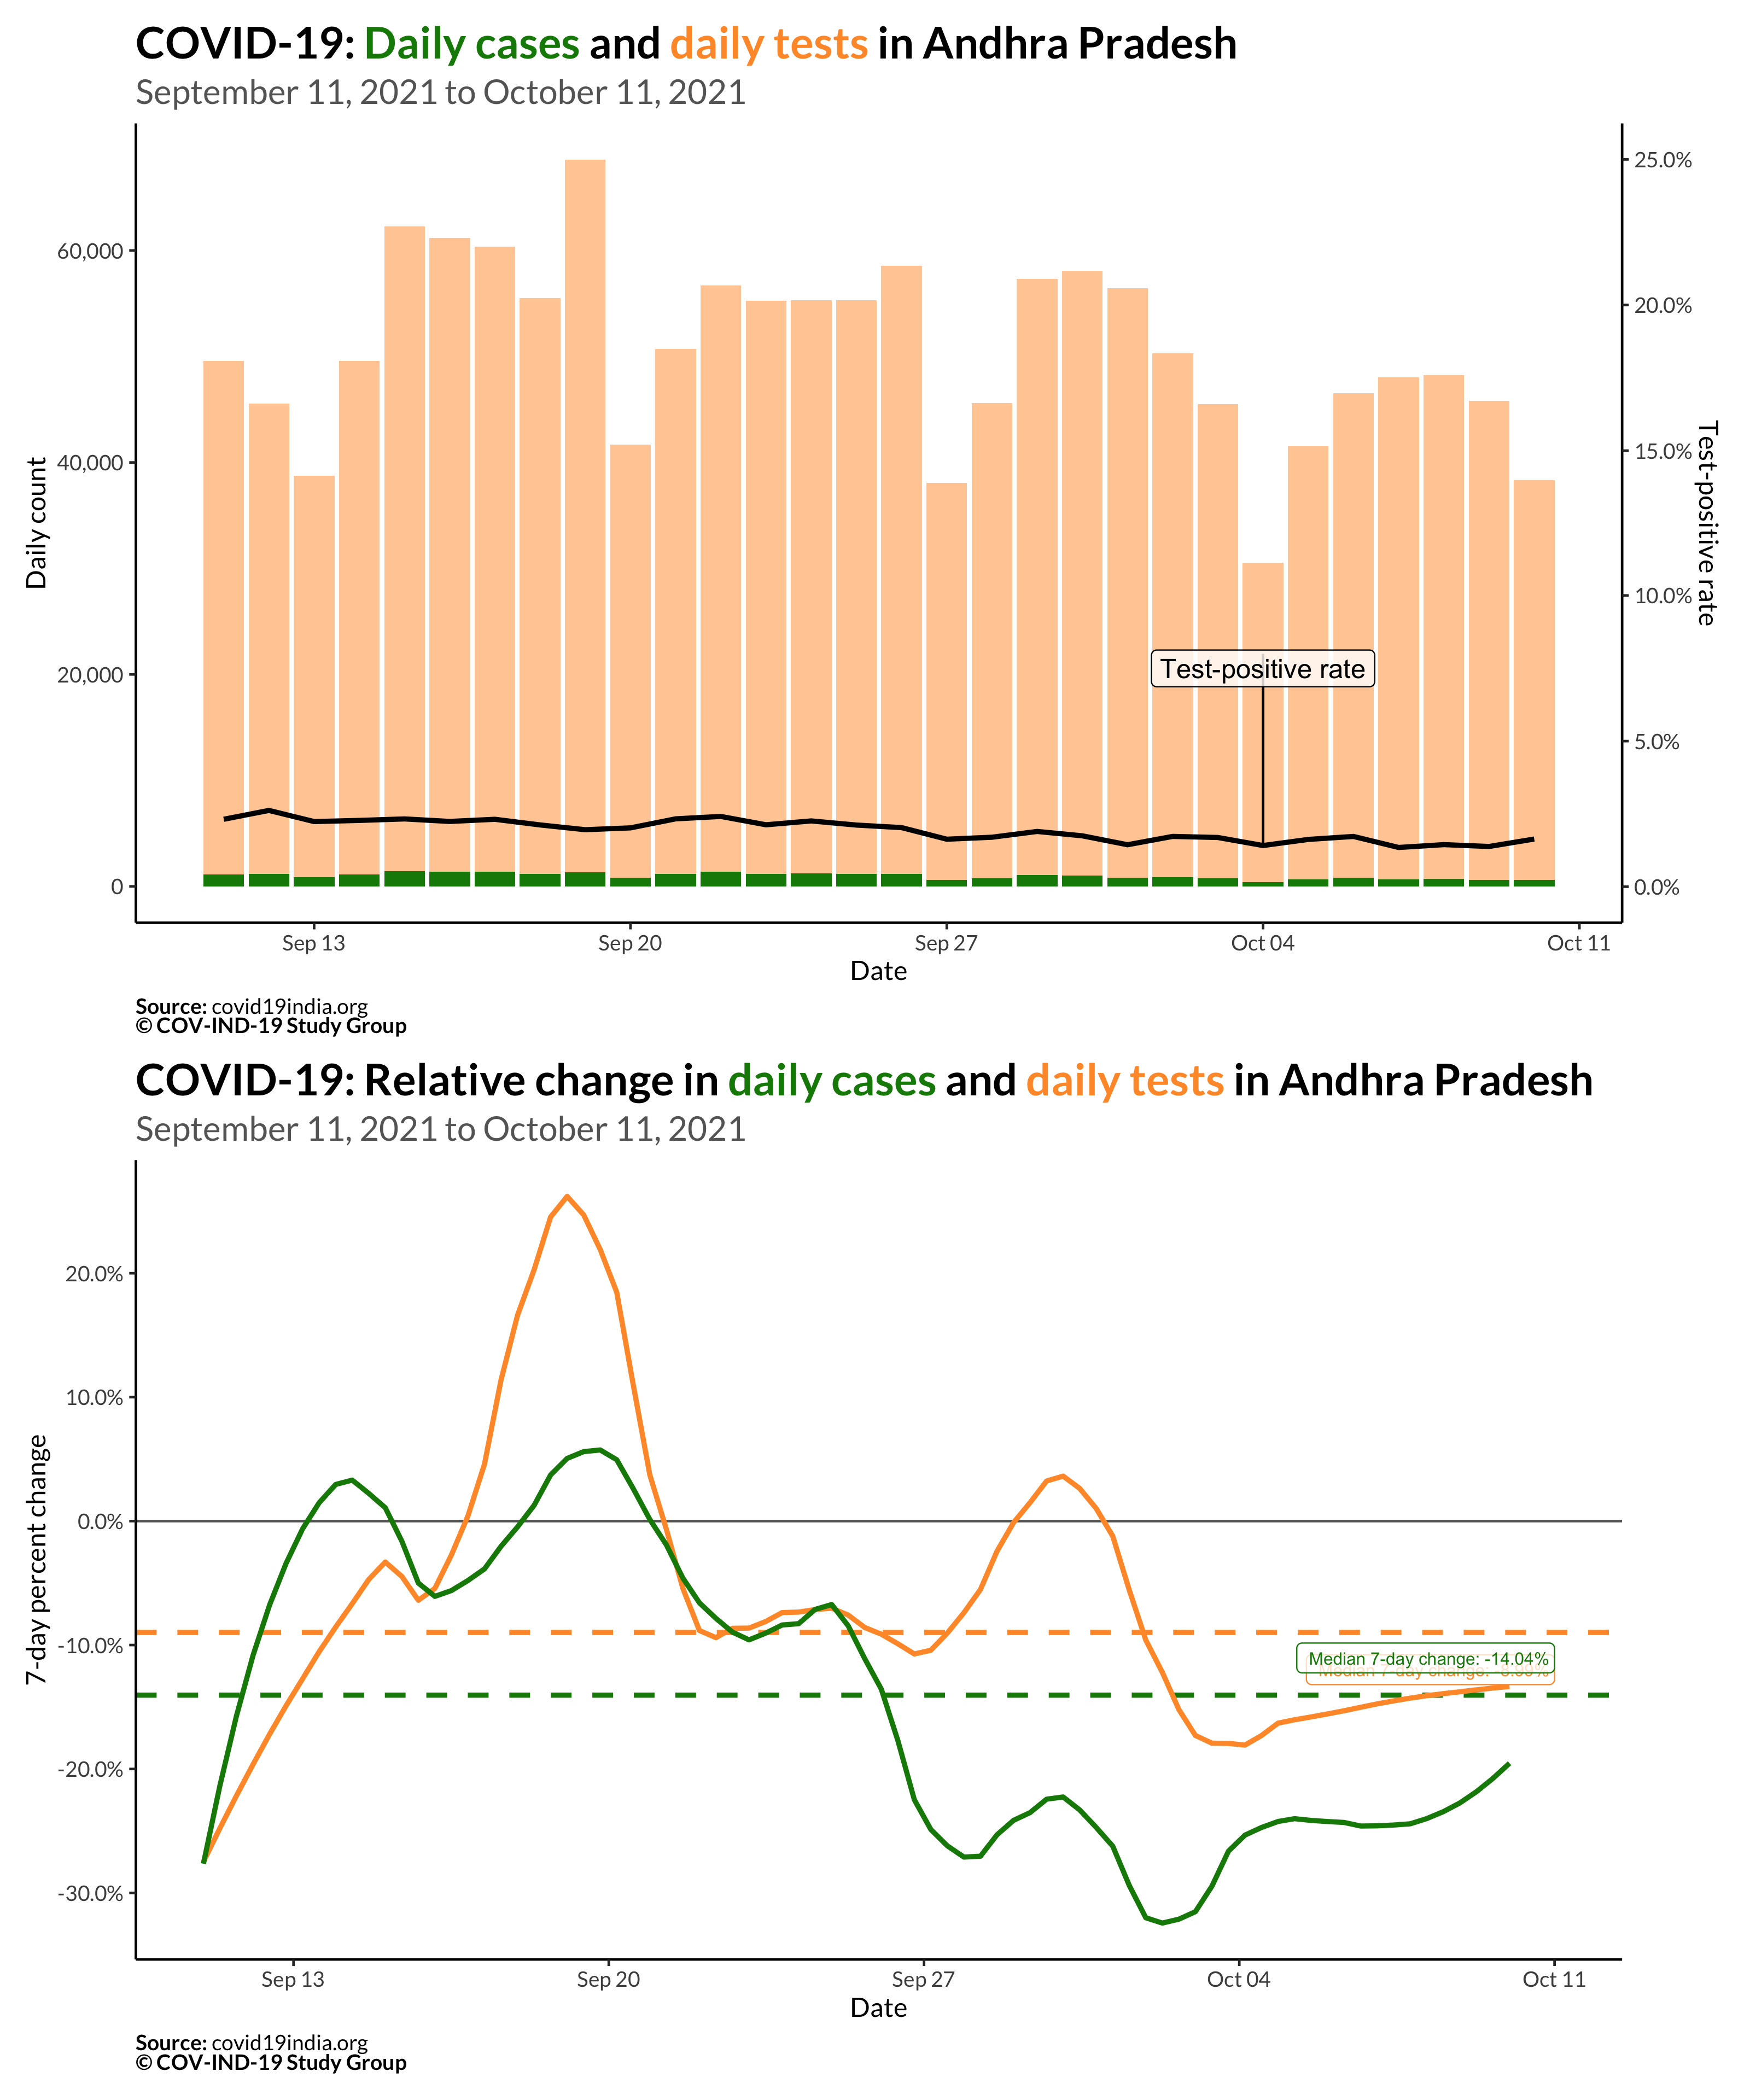 COVID-19: Daily cases and daily tests in Andhra Pradesh
September 11, 2021 to October 11, 2021
Daily count
60,000
40,000
20,000
0
25.0%
20.0%
15.0%
10.0%
5.0%
0.0%
Test-positive rate
Test-positive rate
Sep 13
Sep 20
Sep 27
Oct 04
Oct 11
Date
Source: covid19india.org
© COV-IND-19 Study Group
COVID-19: Relative change in daily cases and daily tests in Andhra Pradesh
September 11, 2021 to October 11, 2021
7-day percent change
20.0%
10.0%
0.0%
-10.0%
-20.0%
-30.0%
Median 7-day change: -14.04%
Median 7-day change: -8.99%
Sep 13
Sep 20
Sep 27
Oct 04
Oct 11
Date
Source: covid19india.org
© COV-IND-19 Study Group